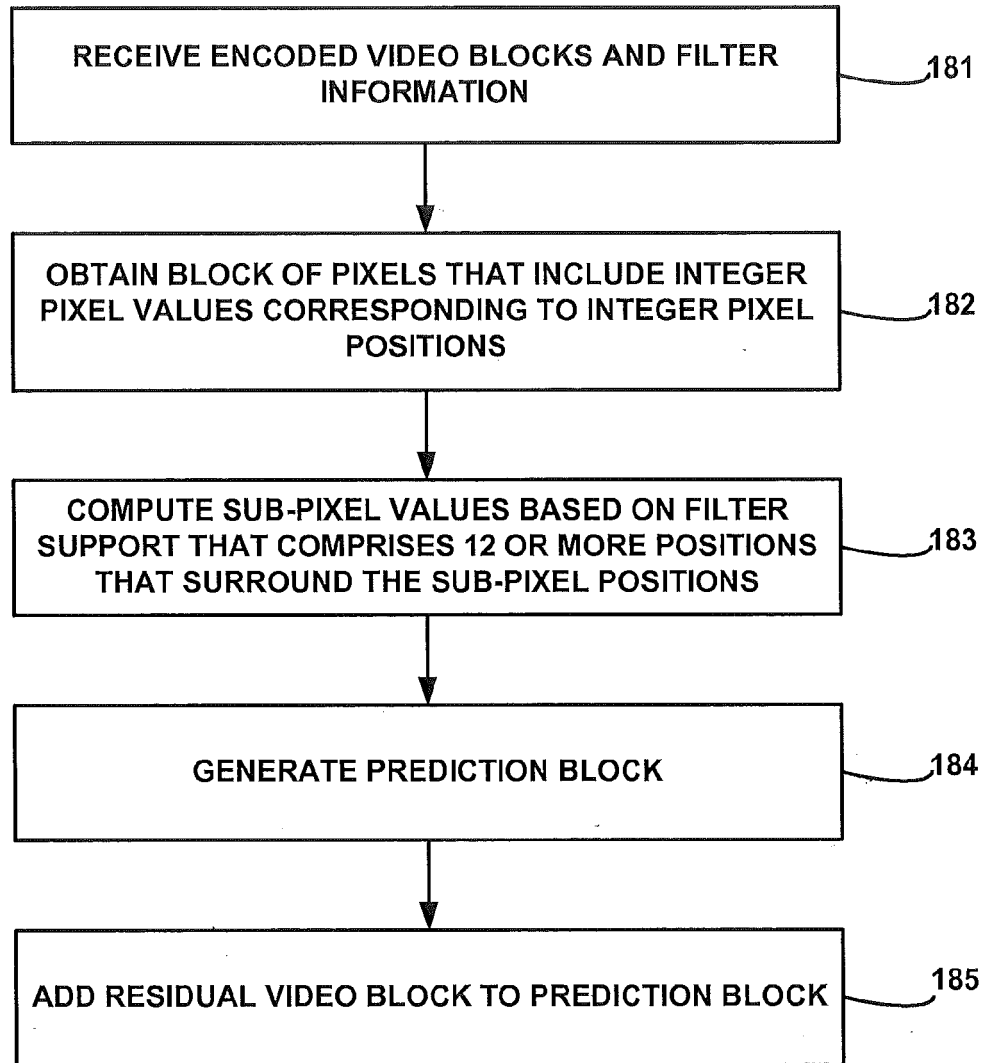 RECEIVE ENCODED VIDEO BLOCKS AND FILTER
INFORMATION
181
OBTAIN BLOCK OF PIXELS THAT INCLUDE INTEGER
PIXEL VALUES CORRESPONDING TO INTEGER PIXEL
POSITIONS
182
COMPUTE SUB-PIXEL VALUES BASED ON FILTER
SUPPORT THAT COMPRISES 12 OR MORE POSITIONS
THAT SURROUND THE SUB-PIXEL POSITIONS
183
GENERATE PREDICTION BLOCK
184
ADD RESIDUAL VIDEO BLOCK TO PREDICTION BLOCK
185